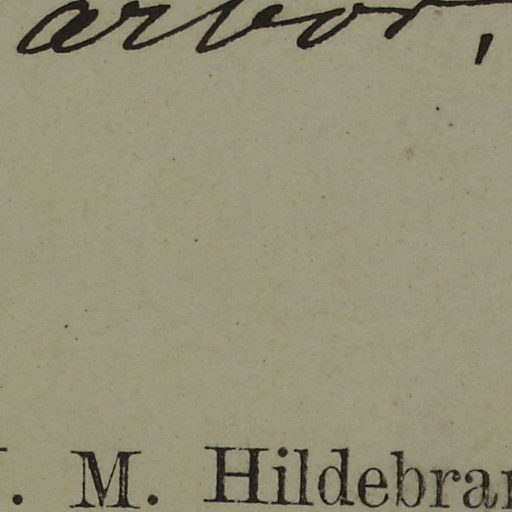 arbor,
. M. Hildebran